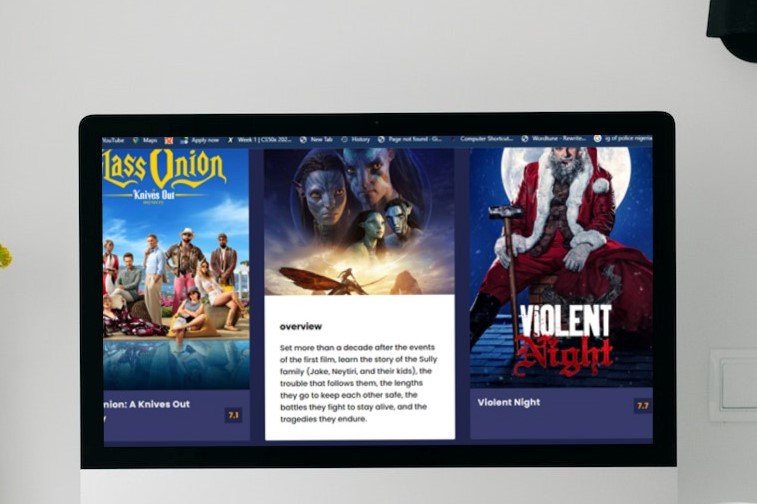 YouTube Maps Apply now Week 1 | CS50x 202... New Tab History Page not found · G... Computer Shortcut... Wordtune - Rewrite... ig of police nigeria
LASS ONION
Knives Out
ViOLENT
Night
overview
Set more than a decade after the events
of the first film, learn the story of the Sully
family (Jake, Neytiri, and their kids), the
trouble that follows them, the lengths
they go to keep each other safe, the
battles they fight to stay alive, and the
tragedies they endure.
nion: A Knives Out
7.1
Violent Night
7.7